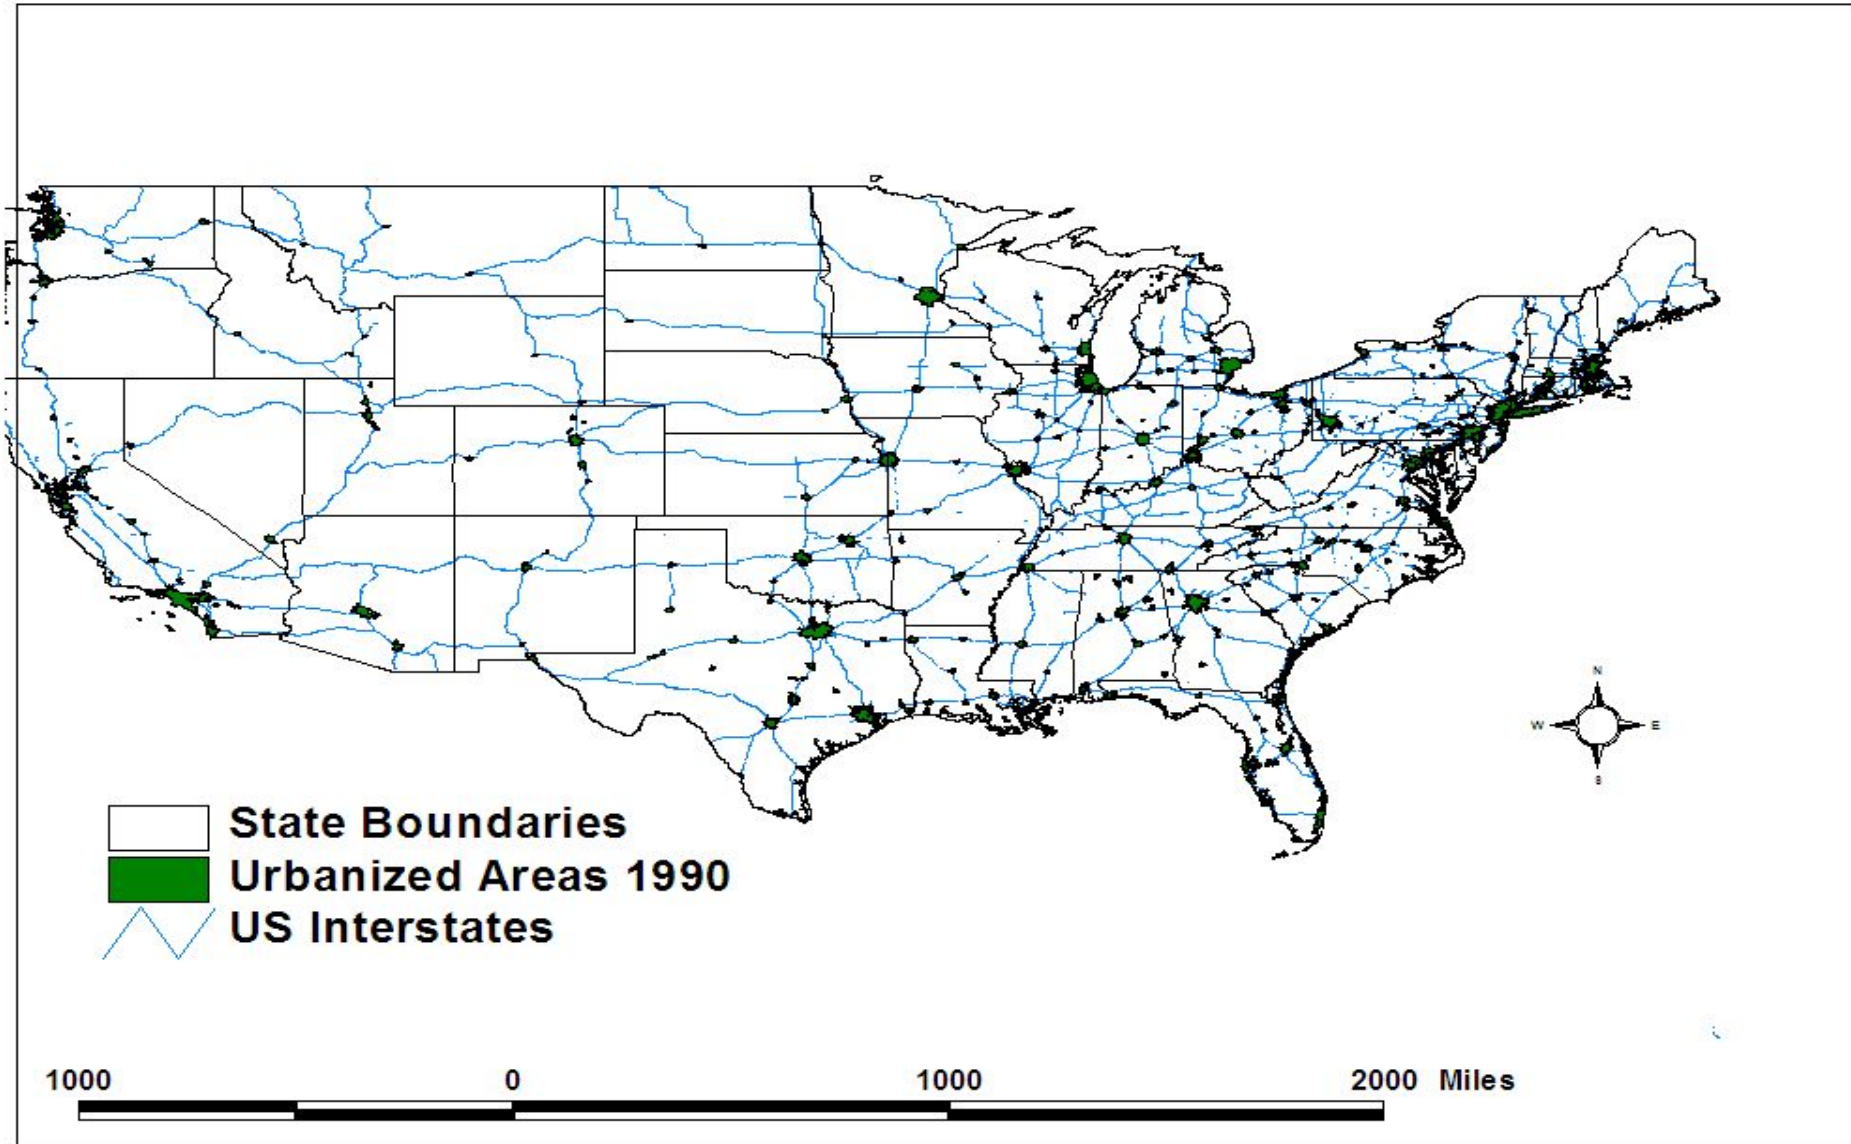 N
W E
S
State Boundaries
Urbanized Areas 1990
US Interstates
1000 0 1000 2000 Miles